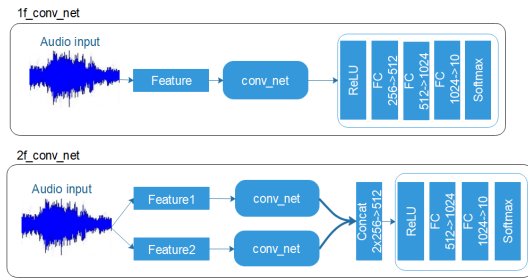 1f_conv_net
Audio input
Feature
conv_net
ReLU
FC
256->512
FC
512->1024
FC
1024->10
Softmax
2f_conv_net
Audio input
Feature1
conv_net
Feature2
conv_net
Concat
2x256->512
ReLU
FC
512->1024
FC
1024->10
Softmax